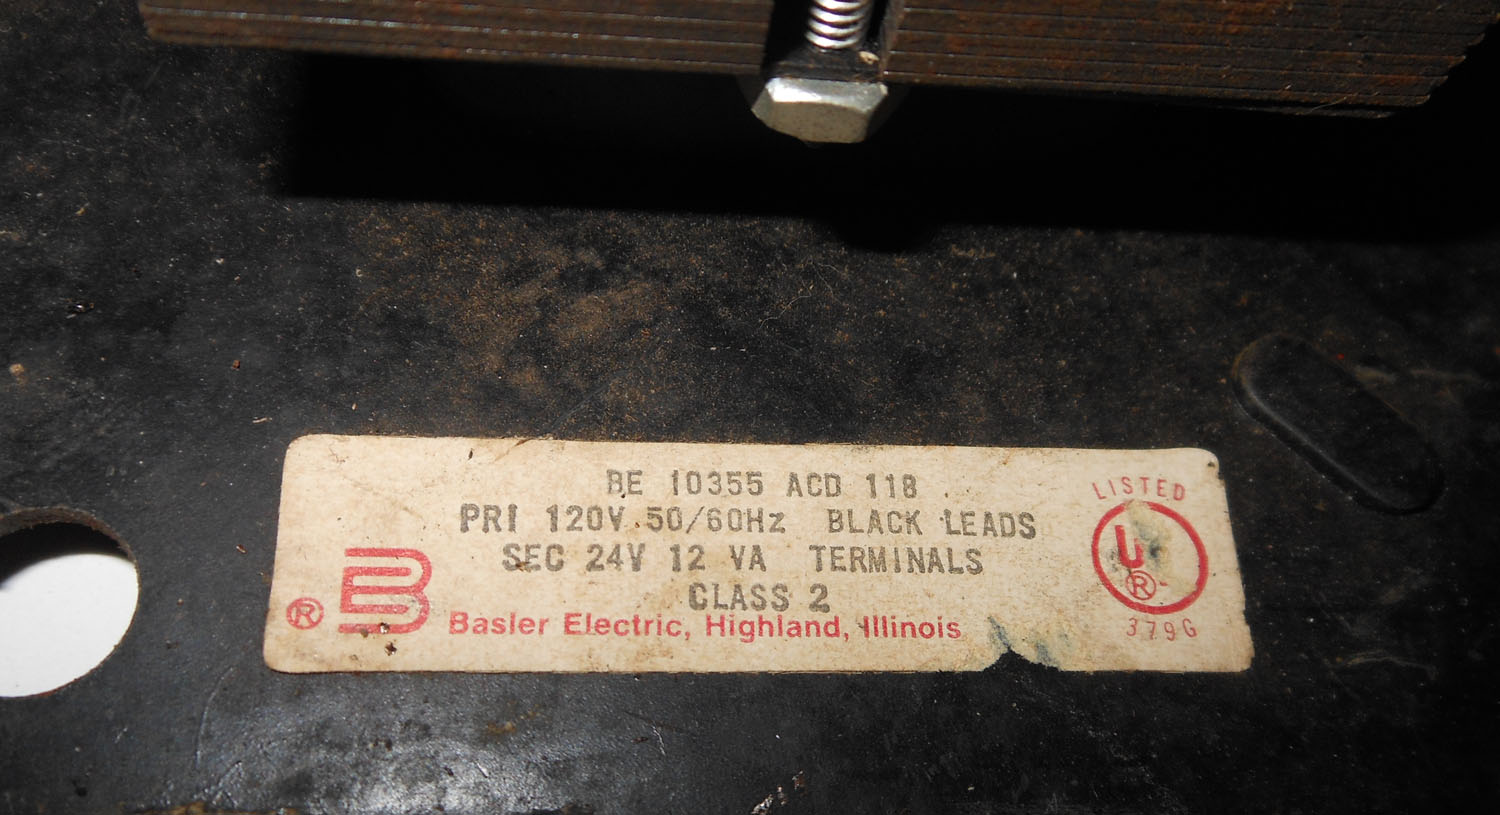 BE 10355 ACD 118
PRI 120V 50/60Hz BLACK LEADS
SEC 24V 12 VA TERMINALS
CLASS 2
® B Basler Electric, Highland, Illinois
LISTED
U
®
379G